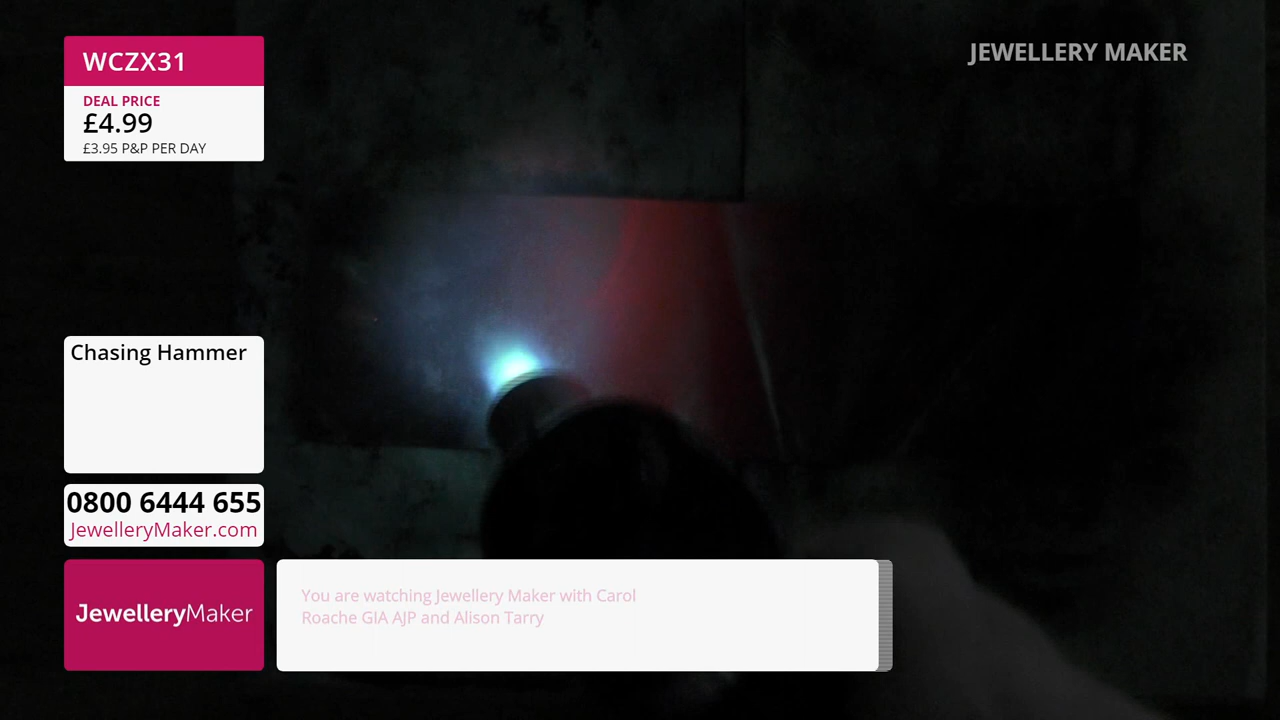 WCZX31
DEAL PRICE
£4.99
£3.95 P&P PER DAY
JEWELLERY MAKER
Chasing Hammer
0800 6444 655
JewelleryMaker.com
JewelleryMaker
You are watching Jewellery Maker with Carol
Roache GIA AJP and Alison Tarry